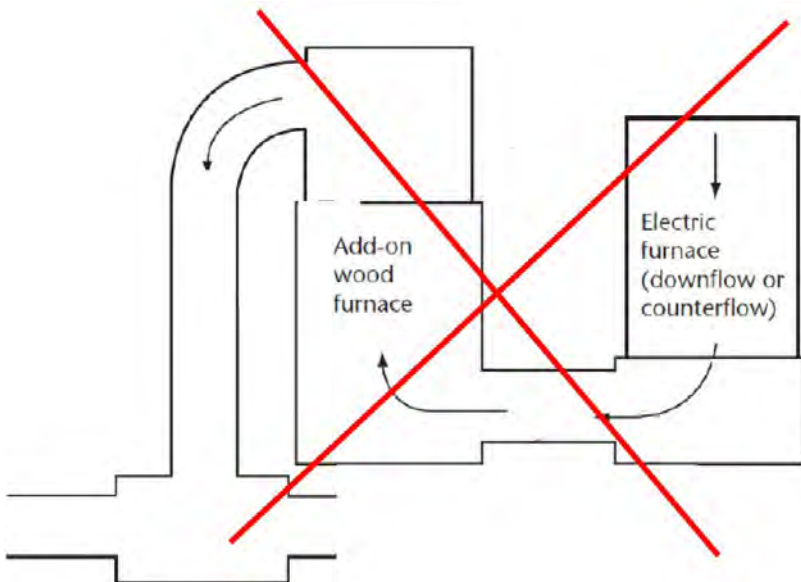 Add-on
wood
furnace
Electric
furnace
(downflow or
counterflow)